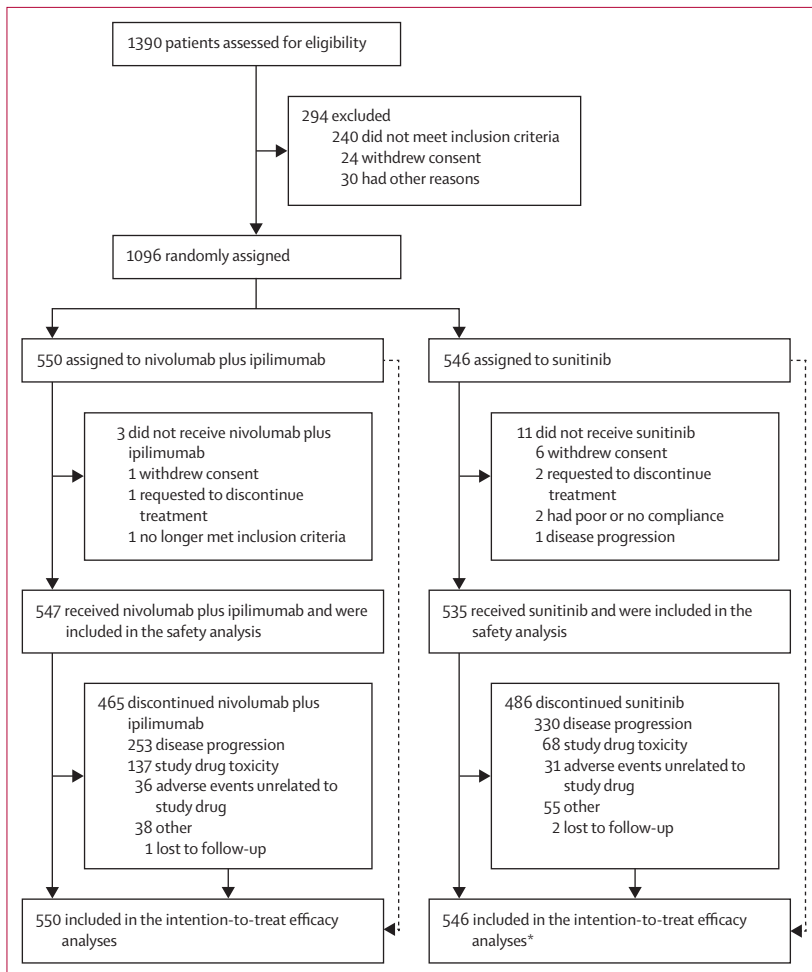 1390 patients assessed for eligibility
294 excluded
240 did not meet inclusion criteria
24 withdrew consent
30 had other reasons
1096 randomly assigned
550 assigned to nivolumab plus ipilimumab
546 assigned to sunitinib
3 did not receive nivolumab plus
ipilimumab
1 withdrew consent
1 requested to discontinue
treatment
1 no longer met inclusion criteria
11 did not receive sunitinib
6 withdrew consent
2 requested to discontinue
treatment
2 had poor or no compliance
1 disease progression
547 received nivolumab plus ipilimumab and were
included in the safety analysis
535 received sunitinib and were included in the
safety analysis
465 discontinued nivolumab plus
ipilimumab
253 disease progression
137 study drug toxicity
36 adverse events unrelated to
study drug
38 other
1 lost to follow-up
486 discontinued sunitinib
330 disease progression
68 study drug toxicity
31 adverse events unrelated to
study drug
55 other
2 lost to follow-up
550 included in the intention-to-treat efficacy
analyses
546 included in the intention-to-treat efficacy
analyses*